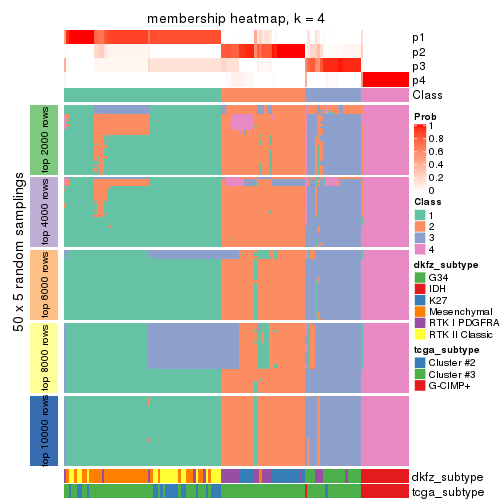 membership heatmap, k = 4
p1
p2
p3
p4
Class
50 x 5 random samplings
top 2000 rows
top 4000 rows
top 6000 rows
top 8000 rows
top 10000 rows
dkfz_subtype
tcga_subtype
Prob
1
0.8
0.6
0.4
0.2
0
Class
1
2
3
4
dkfz_subtype
G34
IDH
K27
Mesenchymal
RTK I PDGFRA
RTK II Classic
tcga_subtype
Cluster #2
Cluster #3
G-CIMP+